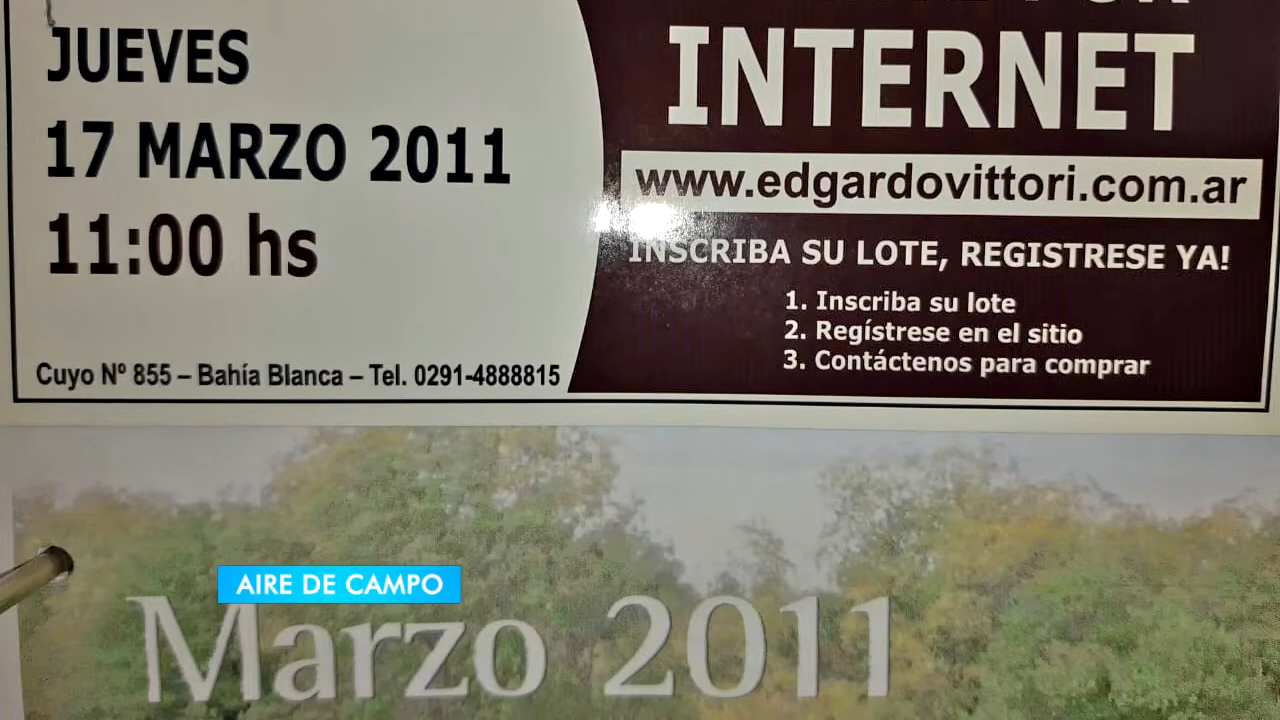 JUEVES
17 MARZO 2011
11:00 hs
Cuyo Nº 855 – Bahía Blanca – Tel. 0291-4888815
INTERNET
www.edgardovittori.com.ar
INSCRIBA SU LOTE, REGISTRESE YA!
1. Inscriba su lote
2. Regístrese en el sitio
3. Contáctenos para comprar
AIRE DE CAMPO
Marzo 2011